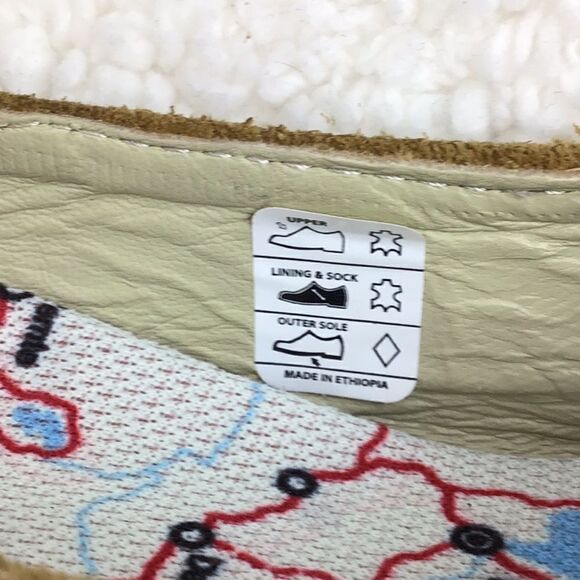 UPPER
LINING & SOCK
OUTER SOLE
MADE IN ETHIOPIA